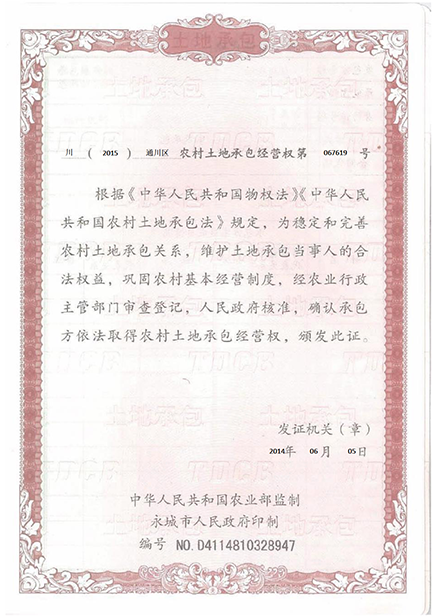 土地承包
川 （ 2015 ） 通川区 农村土地承包经营权第 067619 号
根据《中华人民共和国物权法》《中华人民
共和国农村土地承包法》规定，为稳定和完善
农村土地承包关系，维护土地承包当事人的合
法权益，巩固农村基本经营制度，经农业行政
主管部门审查登记，人民政府核准，确认承包
方依法取得农村土地承包经营权，颁发此证。
发证机关（章）
2014年 06 月 05日
中华人民共和国农业部监制
永城市人民政府印制
编号 NO.D4114810328947